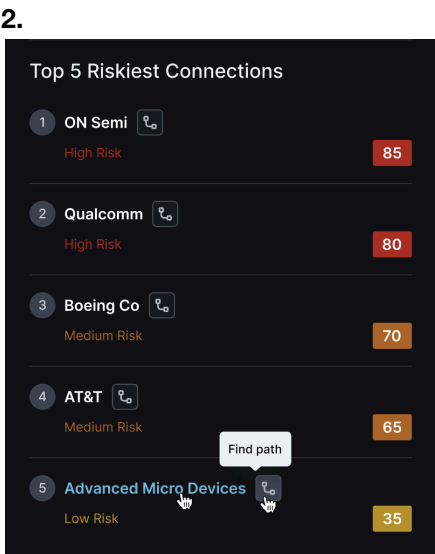 2.
Top 5 Riskiest Connections
1 ON Semi
High Risk
85
2 Qualcomm
High Risk
80
3 Boeing Co
Medium Risk
70
4 AT&T
Medium Risk
65
Find path
5 Advanced Micro Devices
Low Risk
35